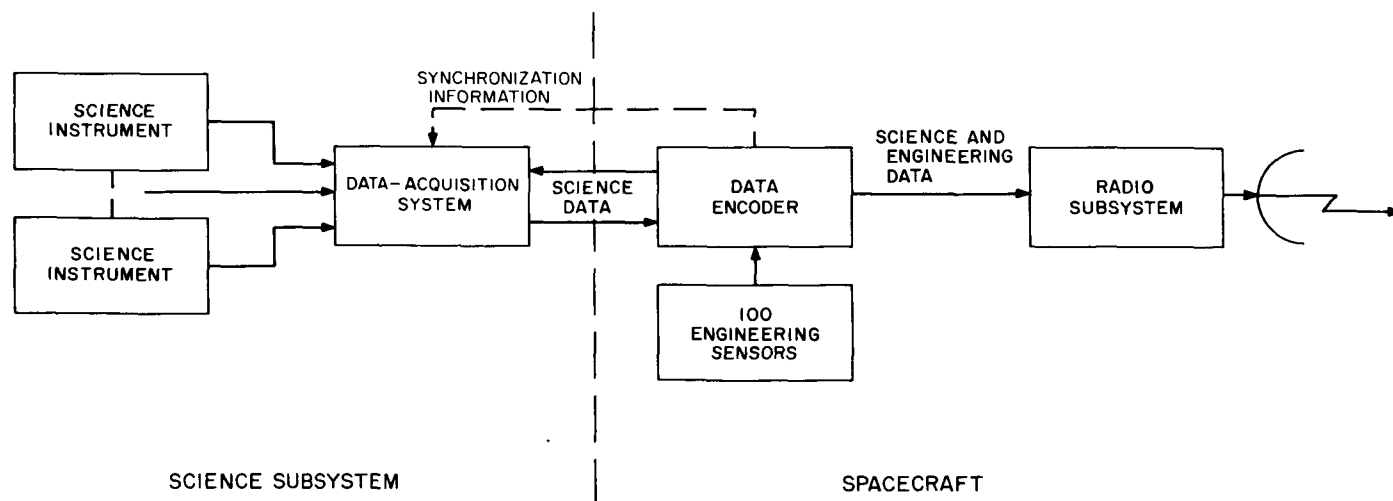 SCIENCE
INSTRUMENT
SCIENCE
INSTRUMENT
SYNCHRONIZATION
INFORMATION
DATA-ACQUISITION
SYSTEM
SCIENCE
DATA
DATA
ENCODER
100
ENGINEERING
SENSORS
SCIENCE AND
ENGINEERING
DATA
RADIO
SUBSYSTEM
SCIENCE SUBSYSTEM
SPACECRAFT